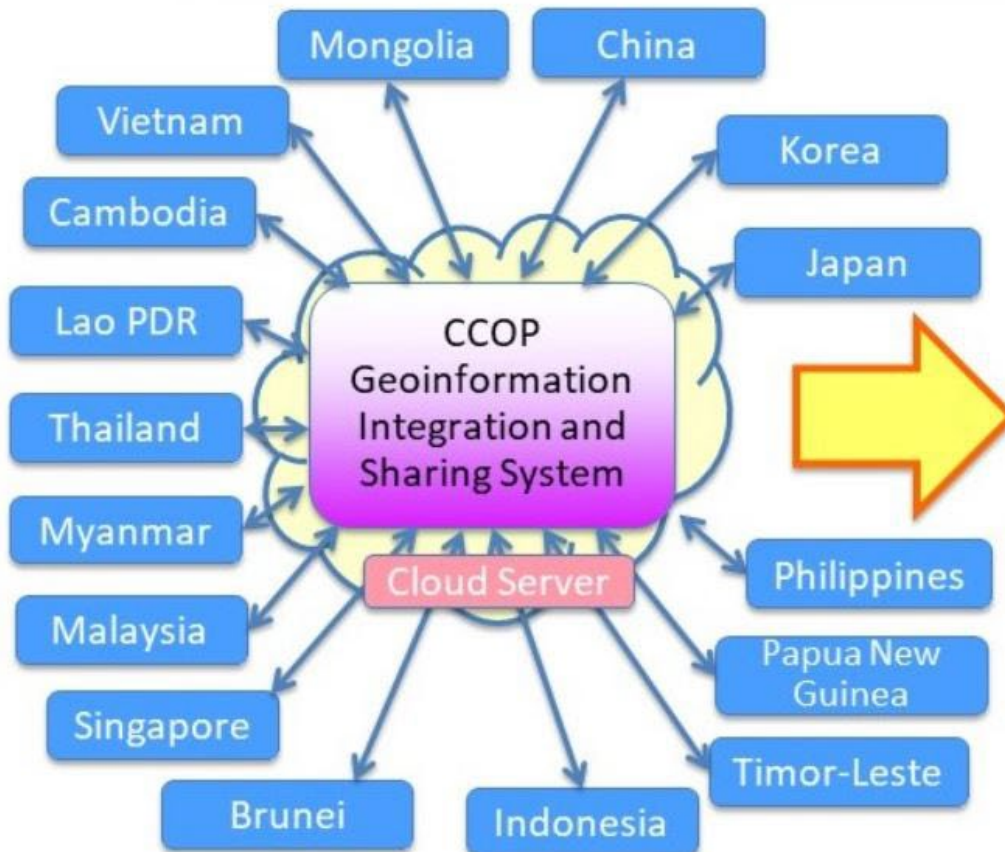 Mongolia
China
Vietnam
Korea
Cambodia
Japan
Lao PDR
CCOP
Geoinformation
Integration and
Sharing System
Thailand
Myanmar
Cloud Server
Philippines
Malaysia
Papua New
Guinea
Singapore
Timor-Leste
Brunei
Indonesia